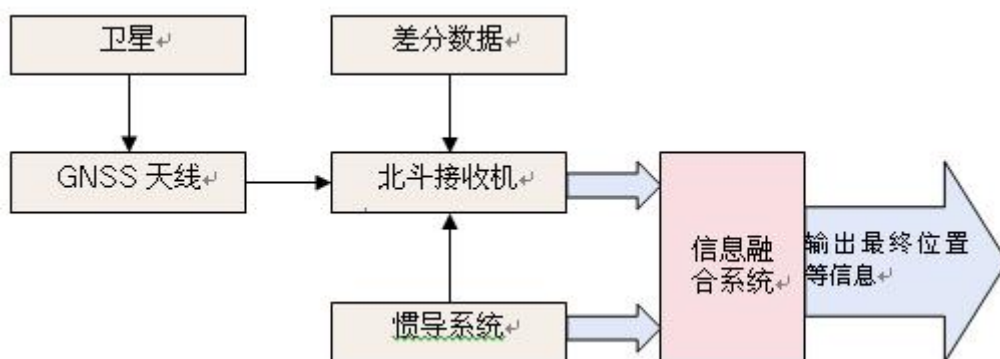 卫星
差分数据
GNSS 天线
北斗接收机
信息融
合系统
输出最终位置
等信息
惯导系统